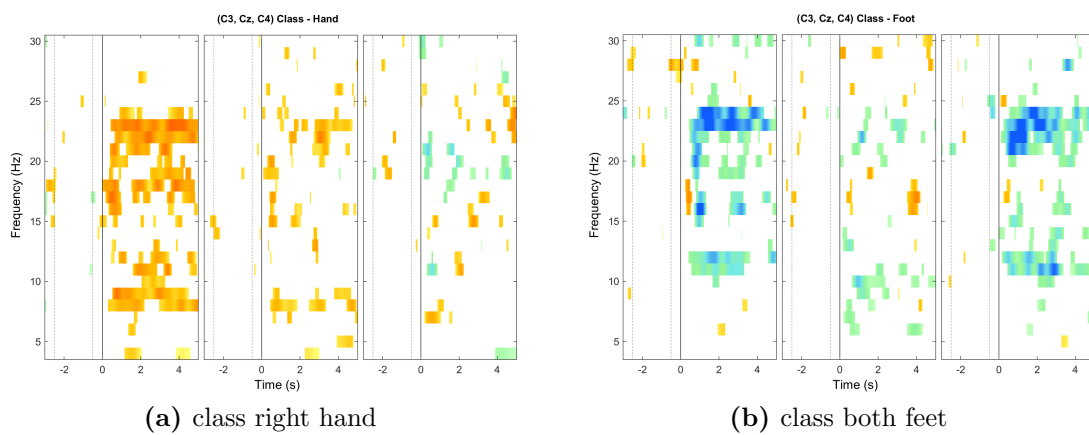 (C3, Cz, C4) Class - Hand
30
25
20
15
10
5
Frequency (Hz)
-2 0 2 4 -2 0 2 4 -2 0 2 4
Time (s)
(a) class right hand
(C3, Cz, C4) Class - Foot
30
25
20
15
10
5
Frequency (Hz)
-2 0 2 4 -2 0 2 4 -2 0 2 4
Time (s)
(b) class both feet